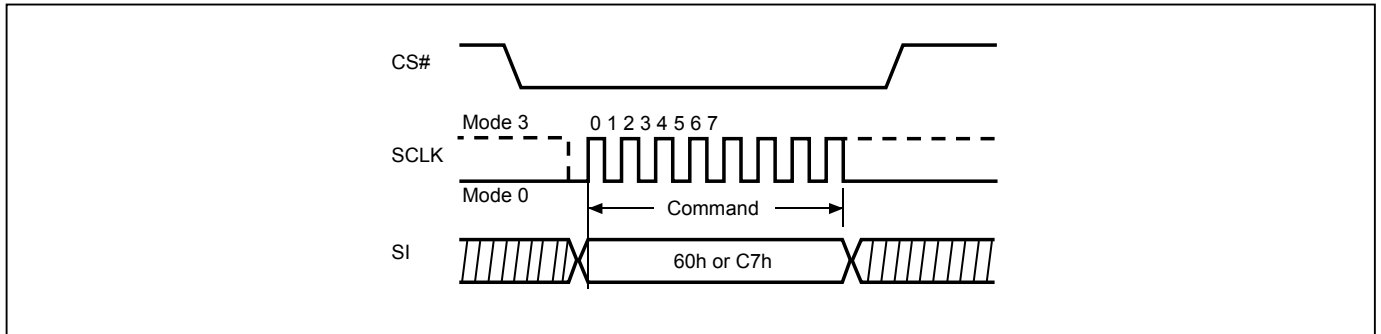 CS#
Mode 3
0 1 2 3 4 5 6 7
SCLK
Mode 0
Command
SI
60h or C7h